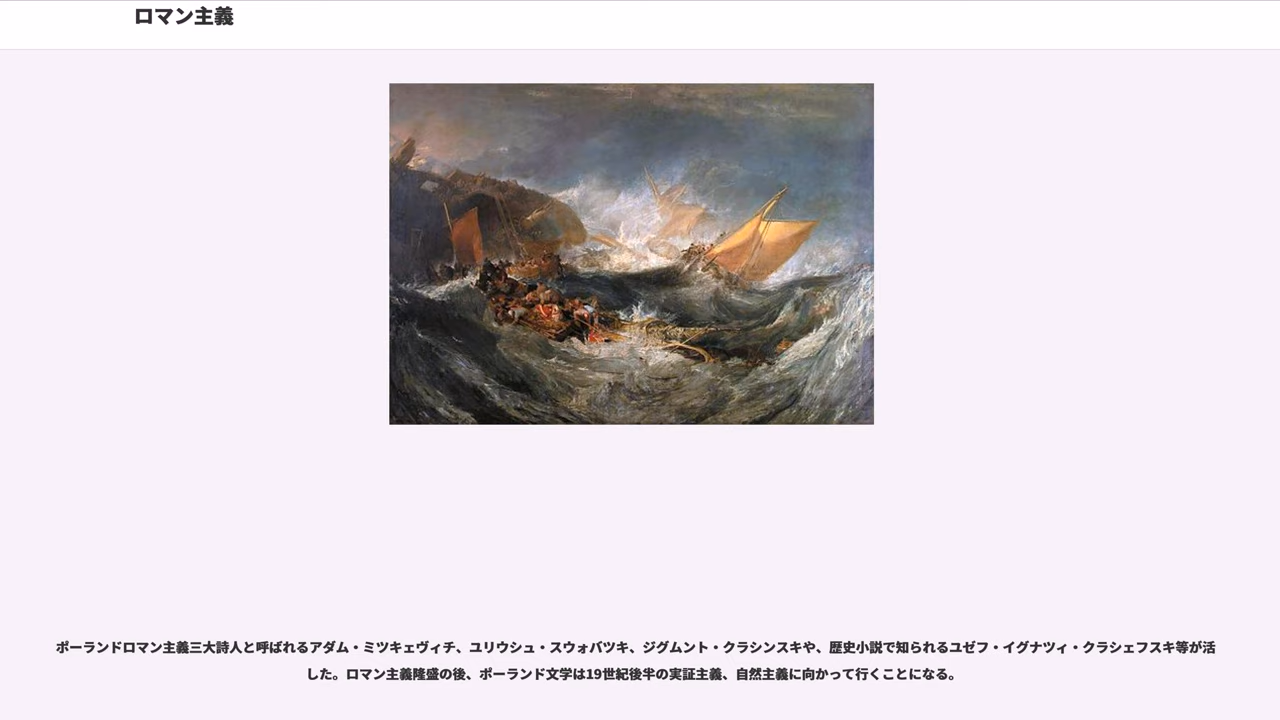 ロマン主義
ポーランドロマン主義三大詩人と呼ばれるアダム・ミツキェヴィチ、ユリウシュ・スウォバツキ、ジグムント・クラシンスキや、歴史小説で知られるユゼフ・イグナツィ・クラシェフスキ等が活
した。ロマン主義隆盛の後、ポーランド文学は19世紀後半の実証主義、自然主義に向かって行くことになる。